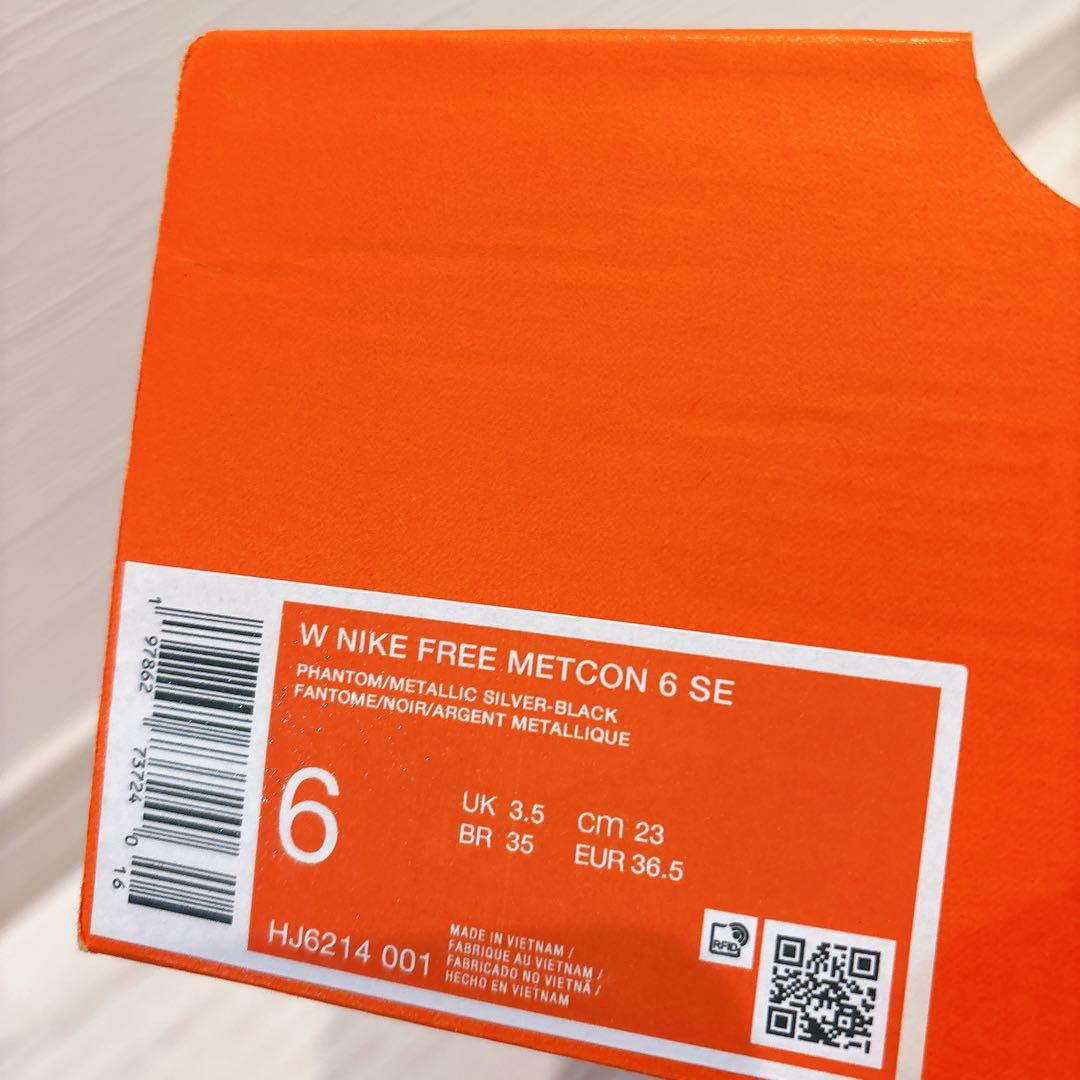 W NIKE FREE METCON 6 SE
PHANTOM/METALLIC SILVER-BLACK
FANTOME/NOIR/ARGENT METALLIQUE
6
UK 3.5
cm 23
BR 35
EUR 36.5
HJ6214 001
MADE IN VIETNAM /
FABRIQUE AU VIETNAM /
FABRICADO NO VIETNÃ /
HECHO EN VIETNAM
RFID
1 97862 73724 0 16